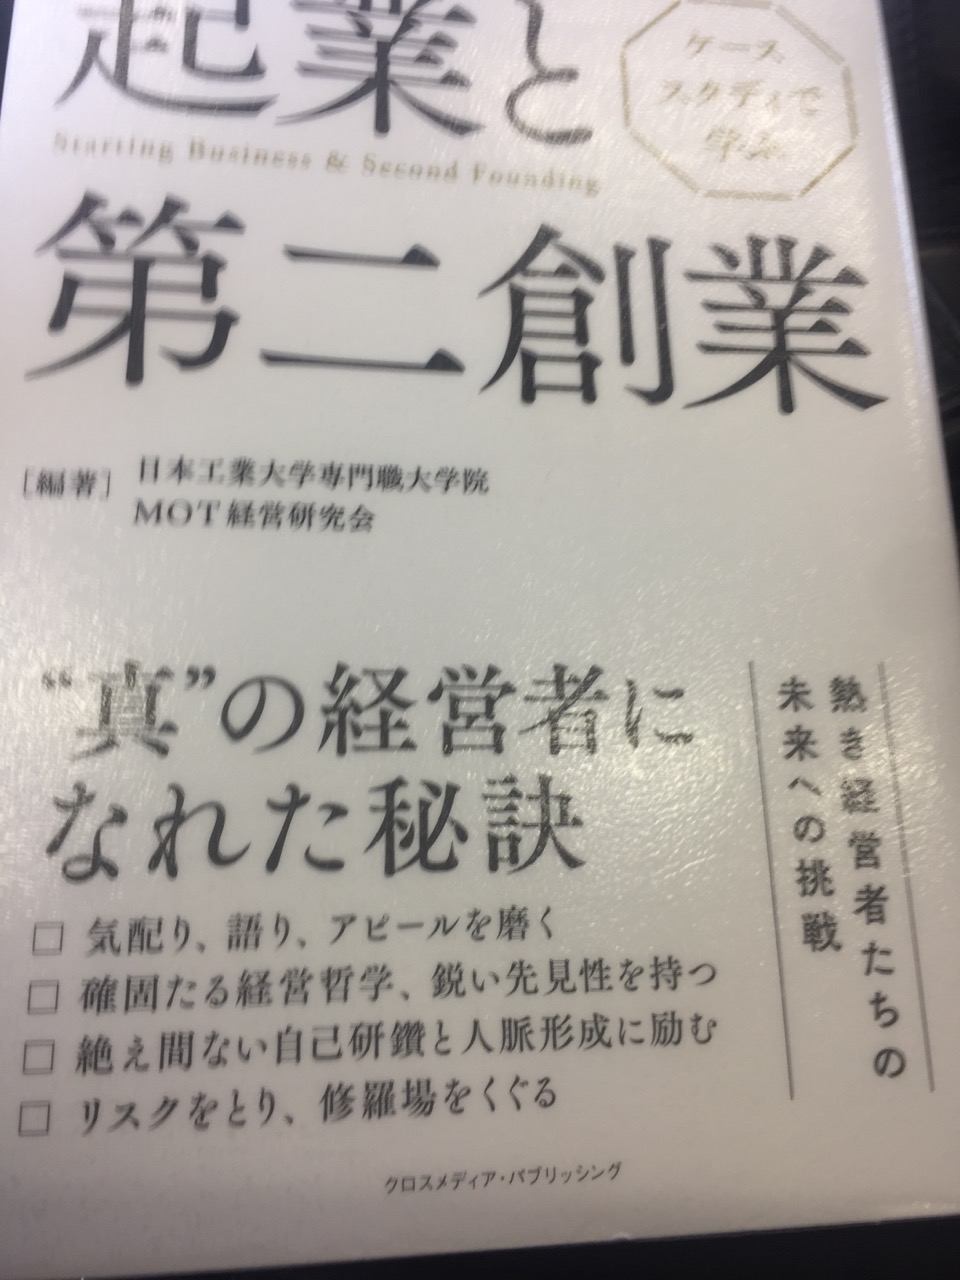 起業と
ケース
スタディで
学ぶ
Starting Business & Second Founding
第二創業
[編著]
日本工業大学専門職大学院
MOT経営研究会
“真”の経営者に
なれた秘訣
熱き経営者たちの
未来への挑戦
□ 気配り、語り、アピールを磨く
□ 確固たる経営哲学、鋭い先見性を持つ
□ 絶え間ない自己研鑽と人脈形成に励む
□ リスクをとり、修羅場をくぐる
クロスメディア・パブリッシング